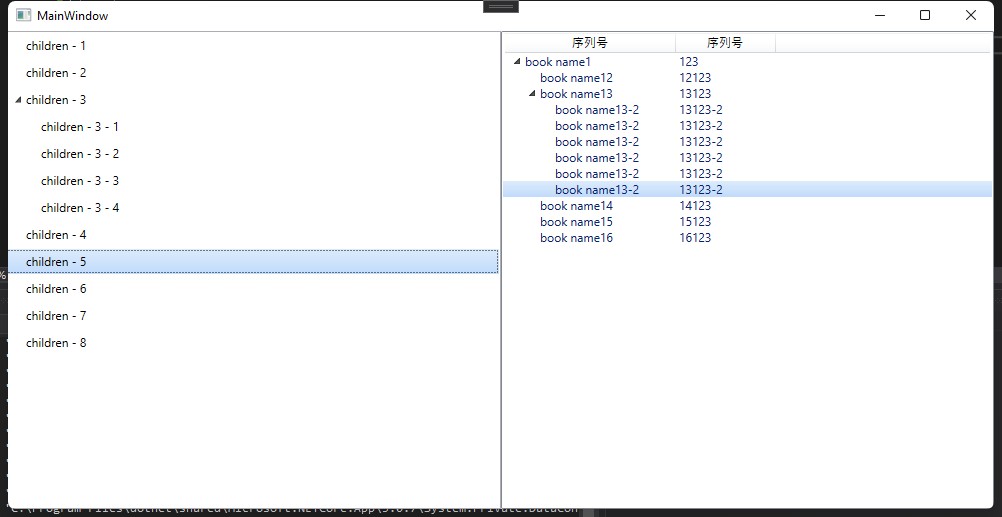 MainWindow
children - 1
children - 2
children - 3
children - 3 - 1
children - 3 - 2
children - 3 - 3
children - 3 - 4
children - 4
children - 5
children - 6
children - 7
children - 8
序列号 序列号
book name1 123
book name12 12123
book name13 13123
book name13-2 13123-2
book name13-2 13123-2
book name13-2 13123-2
book name13-2 13123-2
book name13-2 13123-2
book name13-2 13123-2
book name14 14123
book name15 15123
book name16 16123
%